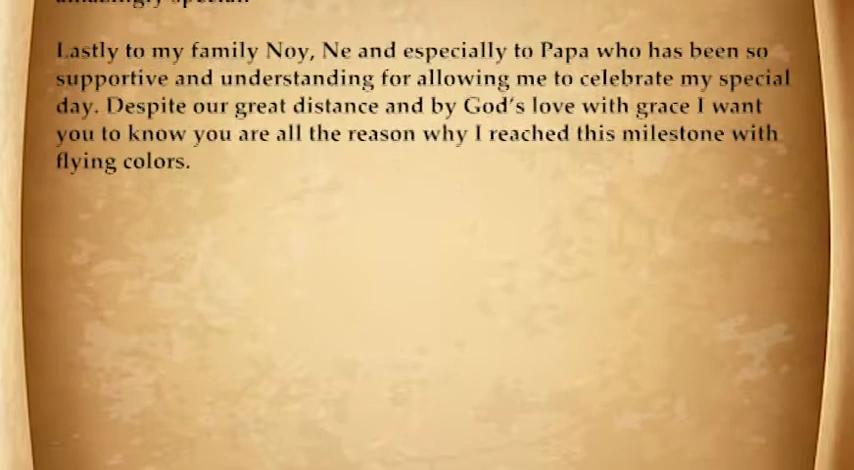 amazingly special.
Lastly to my family Noy, Ne and especially to Papa who has been so
supportive and understanding for allowing me to celebrate my special
day. Despite our great distance and by God's love with grace I want
you to know you are all the reason why I reached this milestone with
flying colors.